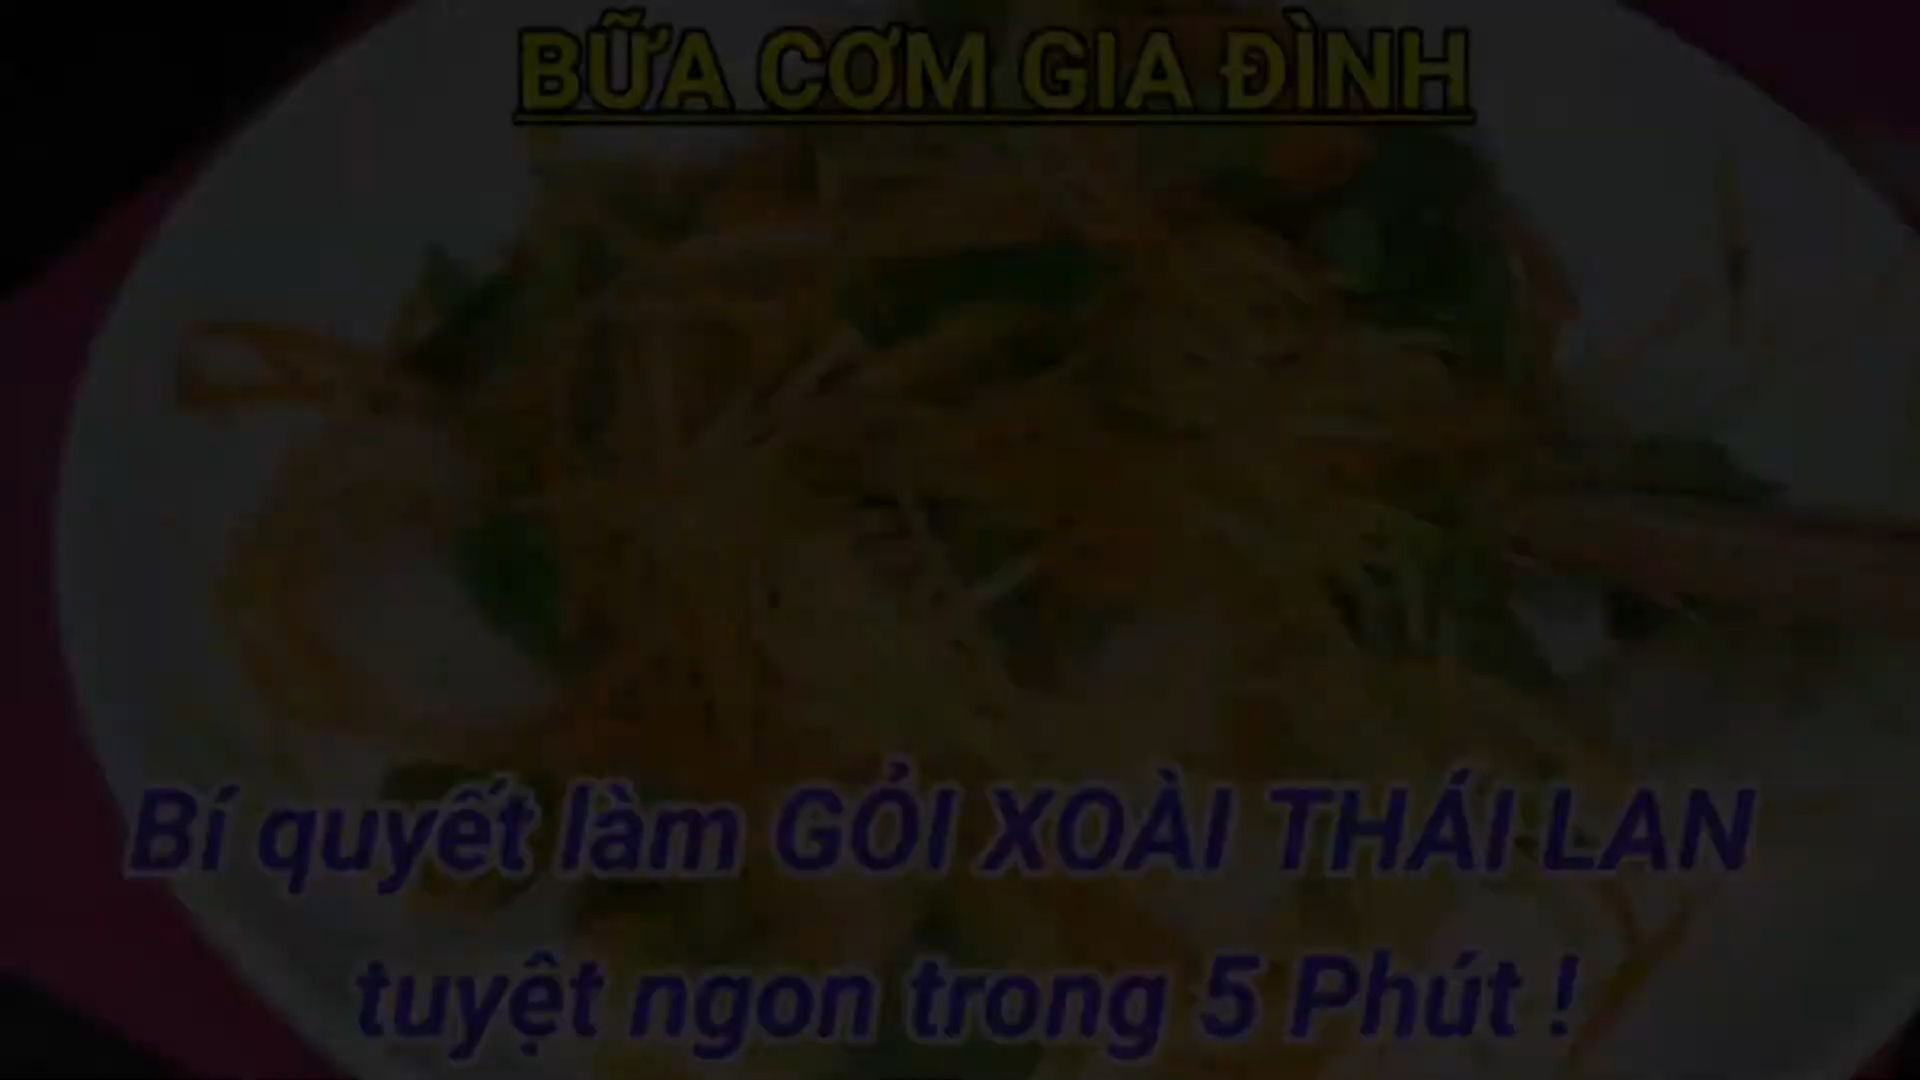 BỮA CƠM GIA ĐÌNH
Bí quyết làm GỎI XOÀI THÁI LAN
tuyệt ngon trong 5 Phút !